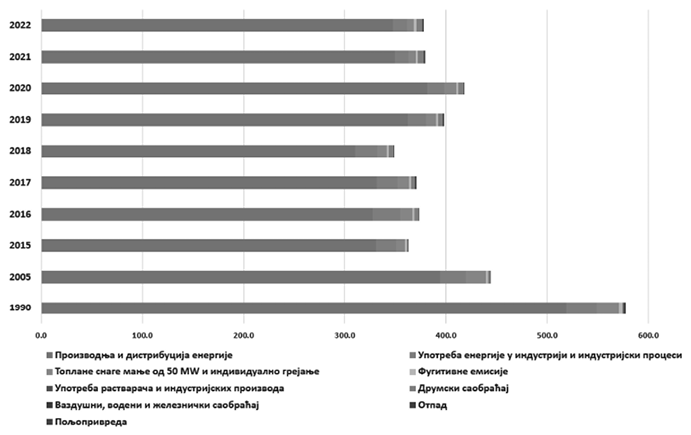 2022
2021
2020
2019
2018
2017
2016
2015
2005
1990
0.0 100.0 200.0 300.0 400.0 500.0 600.0
Производња и дистрибуција енергије
Употреба енергије у индустрији и индустријски процеси
Топлане снаге мање од 50 MW и индивидуално грејање
Фугитивне емисије
Употреба растварача и индустријских производа
Друмски саобраћај
Ваздушни, водени и железнички саобраћај
Отпад
Пољопривреда